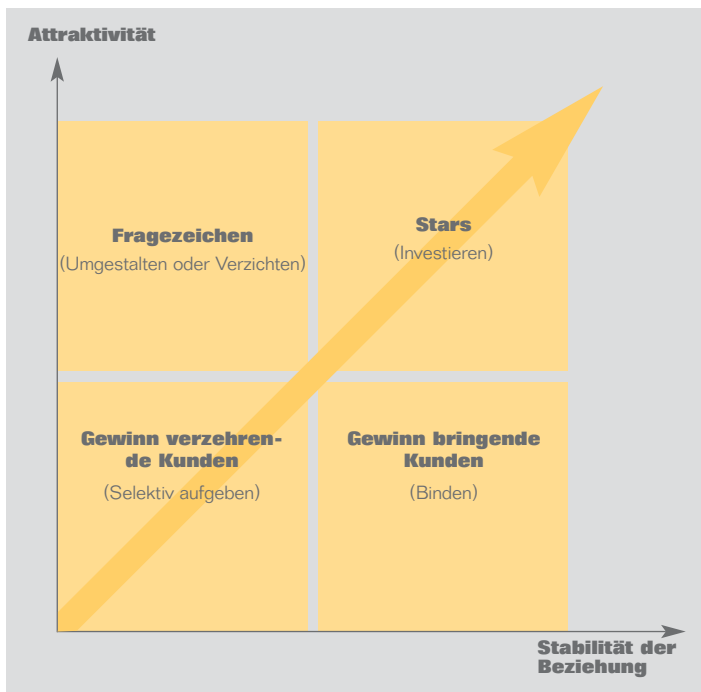 Attraktivität
Fragezeichen
(Umgestalten oder Verzichten)
Stars
(Investieren)
Gewinn verzehren-
de Kunden
(Selektiv aufgeben)
Gewinn bringende
Kunden
(Binden)
Stabilität der
Beziehung